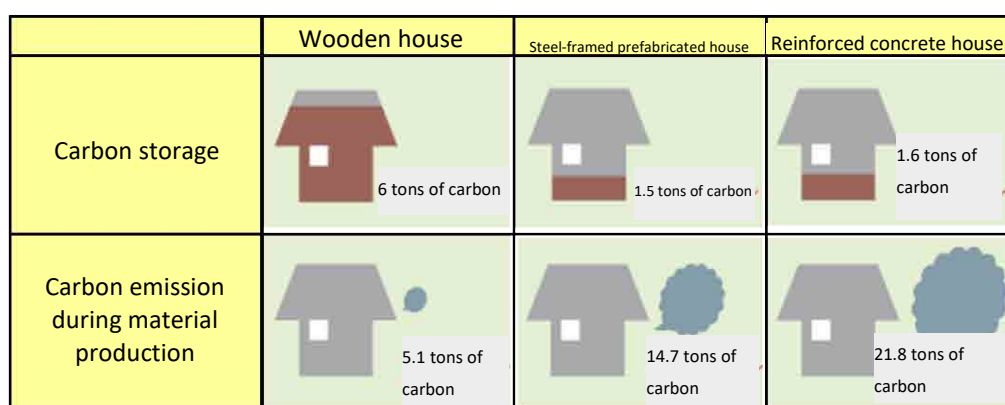 Wooden house
Steel-framed prefabricated house
Reinforced concrete house
Carbon storage
6 tons of carbon
1.5 tons of carbon
1.6 tons of
carbon
Carbon emission
during material
production
5.1 tons of
carbon
14.7 tons of
carbon
21.8 tons of
carbon